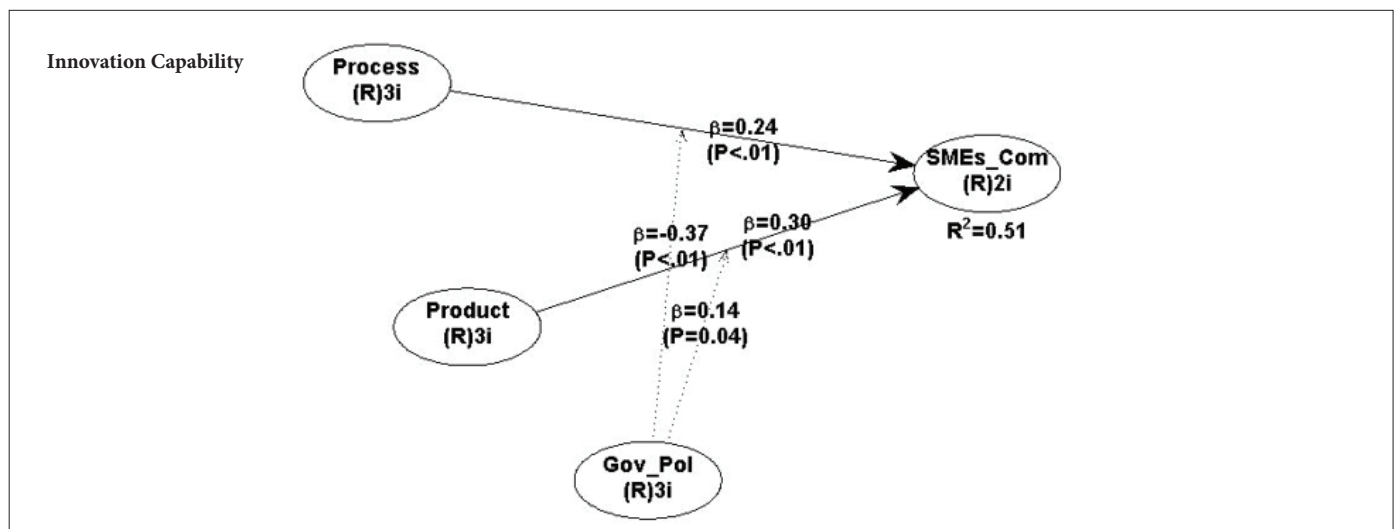 Innovation Capability
Process
(R)3i
β=0.24
(P<.01)
SMEs_Com
(R)2i
R²=0.51
β=-0.37
(P<.01)
β=0.30
(P<.01)
Product
(R)3i
β=0.14
(P=0.04)
Gov_Pol
(R)3i